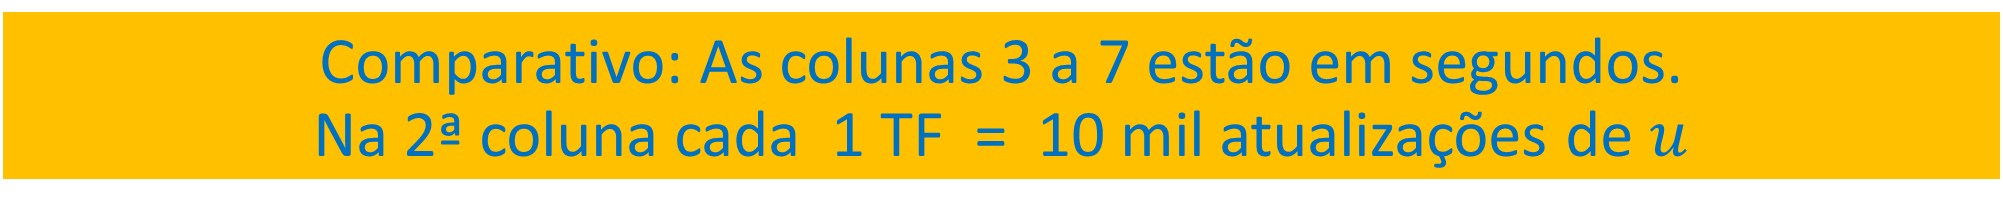 Comparativo: As colunas 3 a 7 estão em segundos.
Na 2ª coluna cada 1 TF = 10 mil atualizações de u